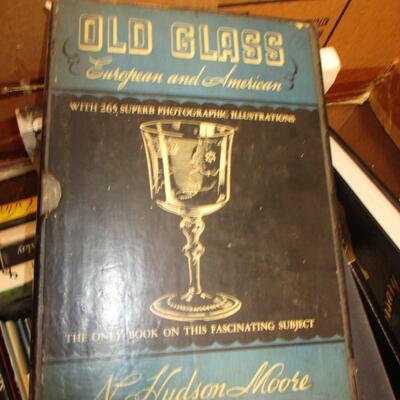 OLD GLASS
European and American
WITH 265 SUPERB PHOTOGRAPHIC ILLUSTRATIONS
THE ONLY BOOK ON THIS FASCINATING SUBJECT
N. Hudson Moore